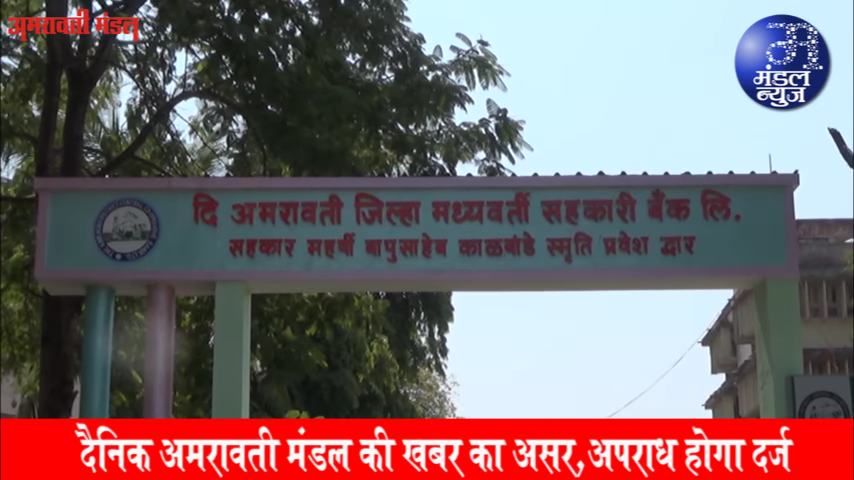 अमरावती मंडल
मंडल
न्युज
दि अमरावती जिल्हा मध्यवर्ती सहकारी बँक लि.
सहकार महर्षी बापुसाहेब काळबांडे स्मृति प्रवेश द्वार
दैनिक अमरावती मंडल की खबर का असर,अपराध होगा दर्ज